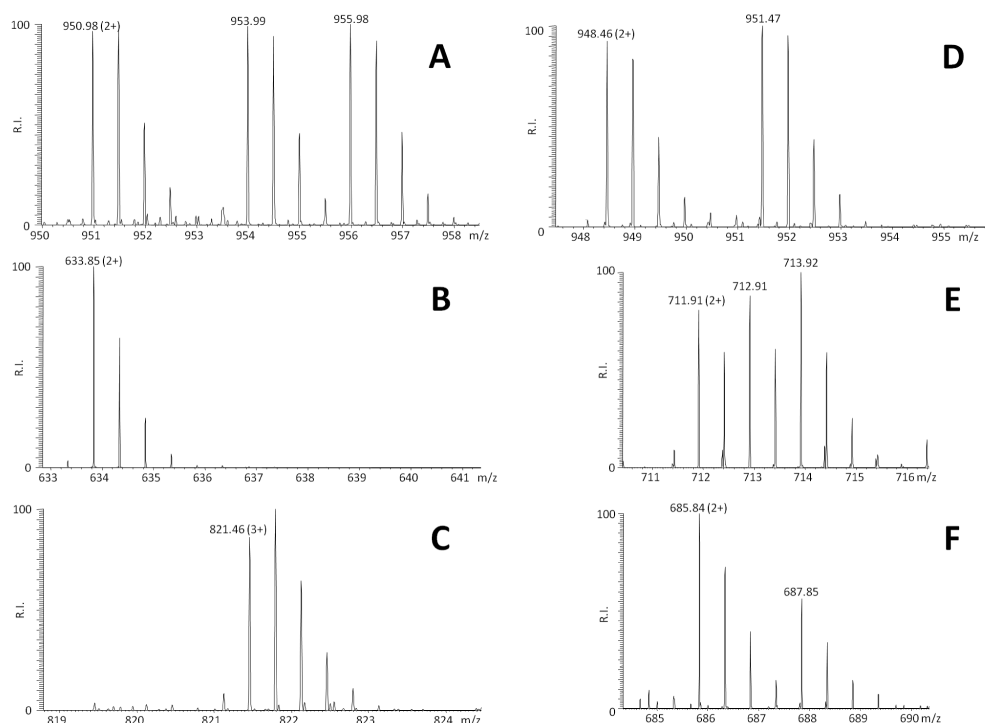 100
950.98 (2+)
953.99
955.98
A
R.I.
0
950 951 952 953 954 955 956 957 958 m/z
100
948.46 (2+)
951.47
D
R.I.
0
948 949 950 951 952 953 954 955 m/z
100
633.85 (2+)
B
R.I.
0
633 634 635 636 637 638 639 640 641 m/z
100
711.91 (2+)
712.91
713.92
E
R.I.
0
711 712 713 714 715 716 m/z
100
821.46 (3+)
C
R.I.
0
819 820 821 822 823 824 m/z
100
685.84 (2+)
687.85
F
R.I.
0
685 686 687 688 689 690 m/z